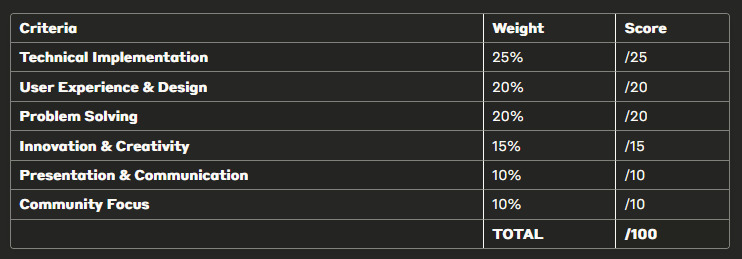 Criteria Weight Score
Technical Implementation 25% /25
User Experience & Design 20% /20
Problem Solving 20% /20
Innovation & Creativity 15% /15
Presentation & Communication 10% /10
Community Focus 10% /10
TOTAL /100